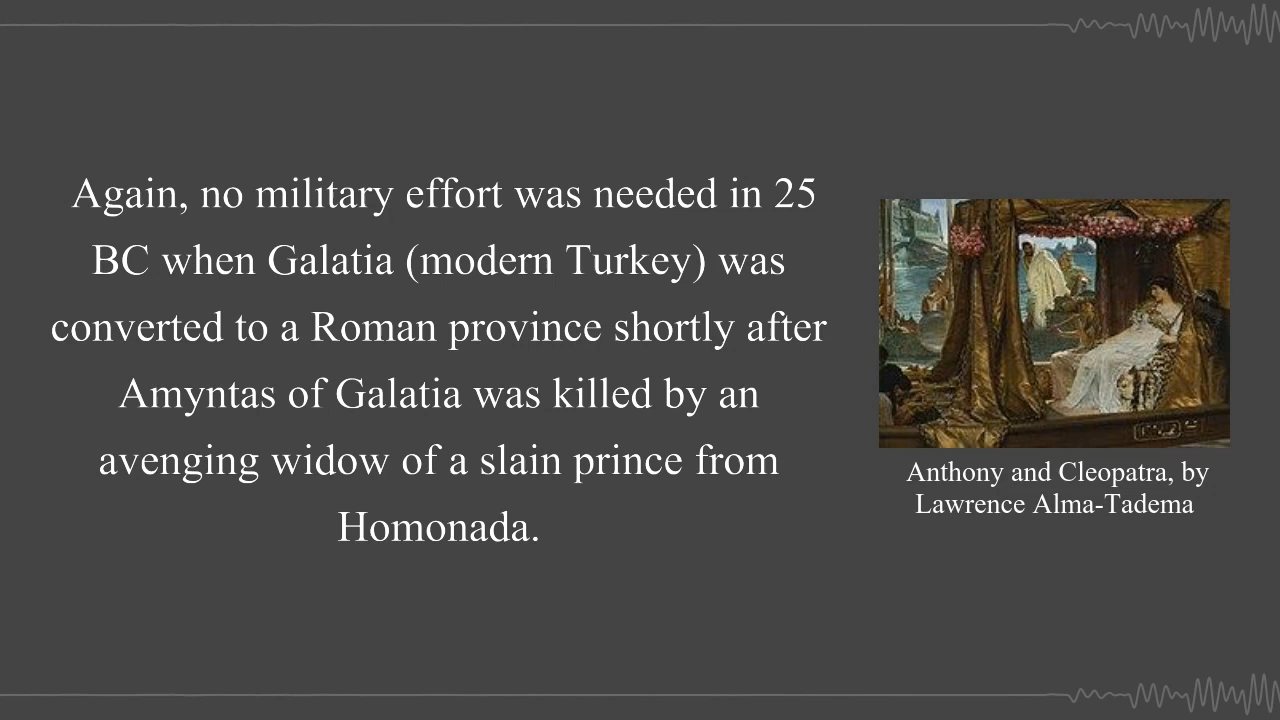 Again, no military effort was needed in 25
BC when Galatia (modern Turkey) was
converted to a Roman province shortly after
Amyntas of Galatia was killed by an
avenging widow of a slain prince from
Homonada.
Anthony and Cleopatra, by
Lawrence Alma-Tadema